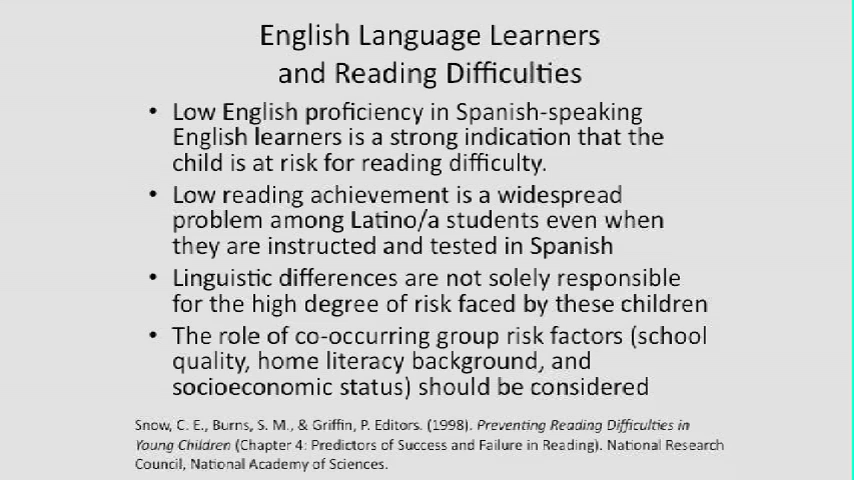 English Language Learners
and Reading Difficulties
• Low English proficiency in Spanish-speaking
English learners is a strong indication that the
child is at risk for reading difficulty.
• Low reading achievement is a widespread
problem among Latino/a students even when
they are instructed and tested in Spanish
• Linguistic differences are not solely responsible
for the high degree of risk faced by these children
• The role of co-occurring group risk factors (school
quality, home literacy background, and
socioeconomic status) should be considered
Snow, C. E., Burns, S. M., & Griffin, P. Editors. (1998). Preventing Reading Difficulties in
Young Children (Chapter 4: Predictors of Success and Failure in Reading). National Research
Council, National Academy of Sciences.